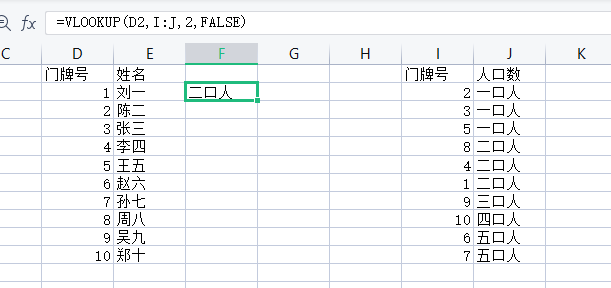 fx =VLOOKUP(D2,I:J,2,FALSE)
C D E F G H I J K
门牌号 姓名 门牌号 人口数
1 刘一 二口人 2 一口人
2 陈二 3 一口人
3 张三 5 一口人
4 李四 8 二口人
5 王五 4 二口人
6 赵六 1 二口人
7 孙七 9 三口人
8 周八 10 四口人
9 吴九 6 五口人
10 郑十 7 五口人